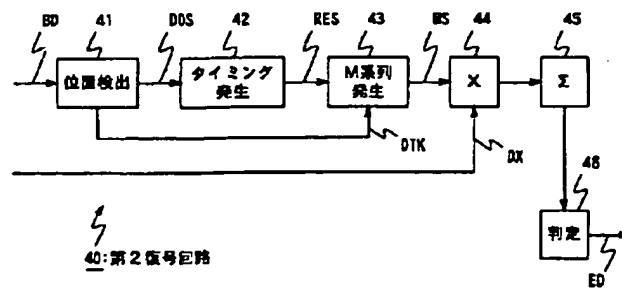 BD 41 DDS 42 RES 43 MS 44 45
位置検出
タイミング
発生
M系列
発生
X
Σ
DTK
DX
46
判定
ED
40:第2復号回路